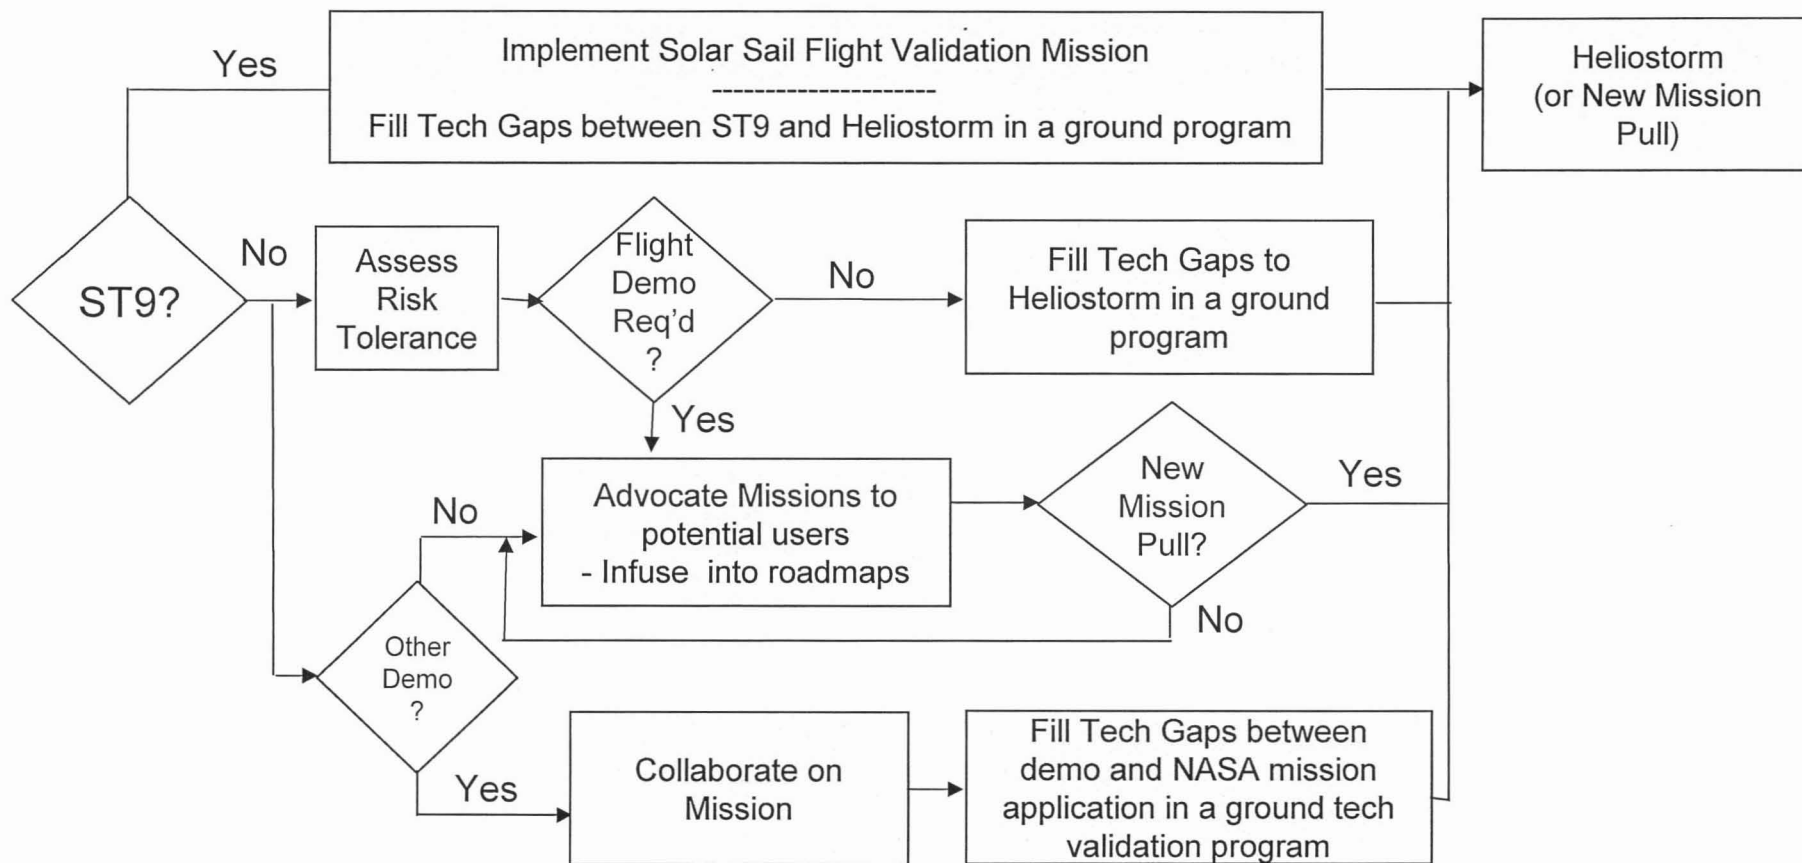 Yes
Implement Solar Sail Flight Validation Mission
---------------------
Fill Tech Gaps between ST9 and Heliostorm in a ground program
Heliostorm
(or New Mission
Pull)
ST9?
No
Assess
Risk
Tolerance
Flight
Demo
Req'd
?
No
Fill Tech Gaps to
Heliostorm in a ground
program
Yes
No
Advocate Missions to
potential users
- Infuse into roadmaps
New
Mission
Pull?
Yes
No
Other
Demo
?
Yes
Collaborate on
Mission
Fill Tech Gaps between
demo and NASA mission
application in a ground tech
validation program